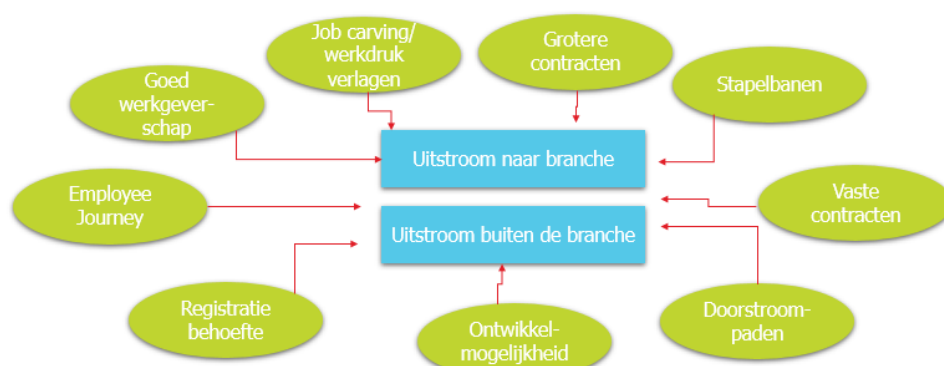 Job carving/
werkdruk
verlagen
Grotere
contracten
Goed
werkgever-
schap
Stapelbanen
Uitstroom naar branche
Employee
Journey
Vaste
contracten
Uitstroom buiten de branche
Registratie
behoefte
Ontwikkel-
mogelijkheid
Doorstroom-
paden